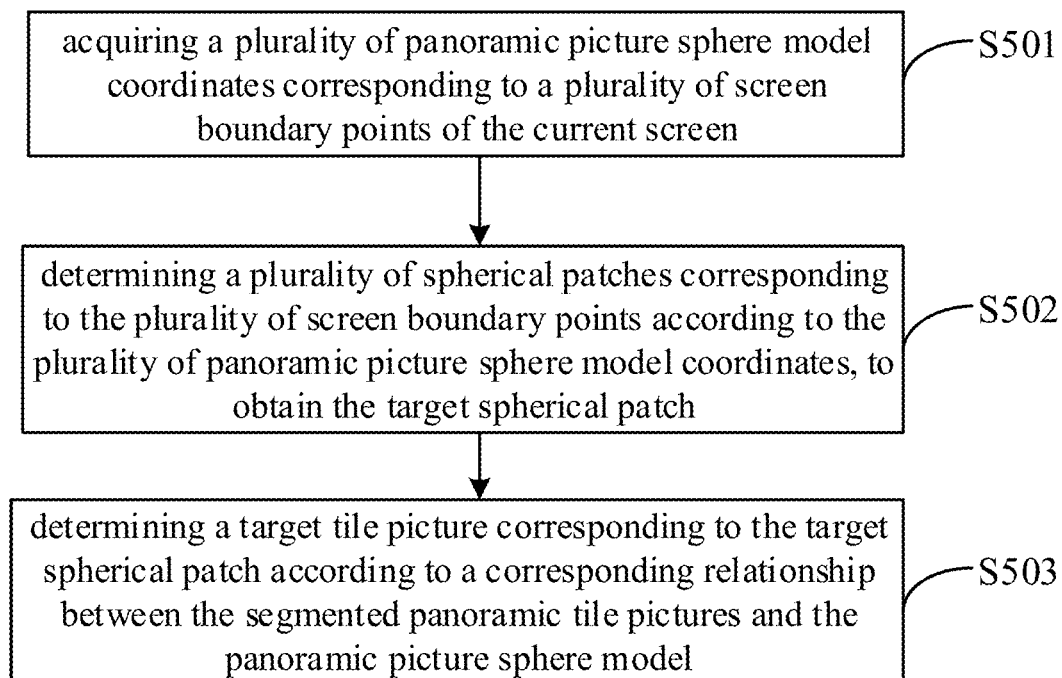 acquiring a plurality of panoramic picture sphere model
coordinates corresponding to a plurality of screen
boundary points of the current screen
S501
determining a plurality of spherical patches corresponding
to the plurality of screen boundary points according to the
plurality of panoramic picture sphere model coordinates, to
obtain the target spherical patch
S502
determining a target tile picture corresponding to the target
spherical patch according to a corresponding relationship
between the segmented panoramic tile pictures and the
panoramic picture sphere model
S503